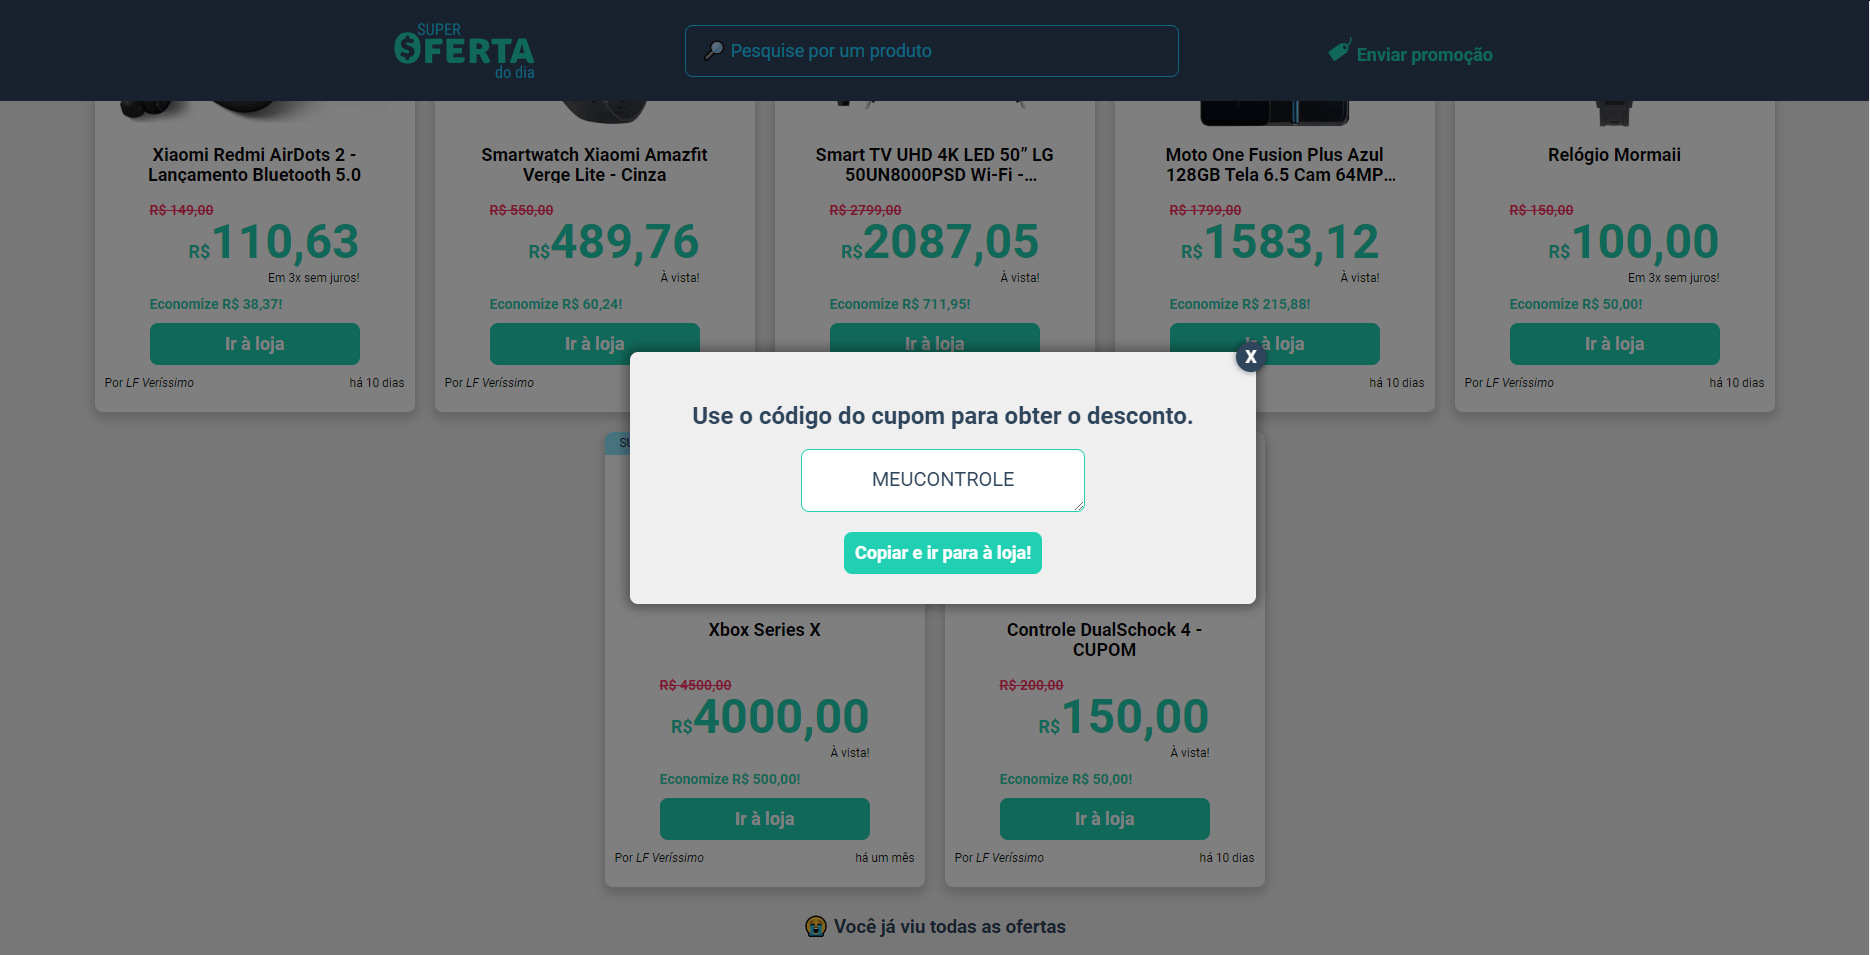 SUPER
OFERTA
do dia
Pesquise por um produto
Enviar promoção
Xiaomi Redmi AirDots 2 -
Lançamento Bluetooth 5.0
R$ 149,00
R$110,63
Em 3x sem juros!
Economize R$ 38,37!
Ir à loja
Por LF Veríssimo
há 10 dias
Smartwatch Xiaomi Amazfit
Verge Lite - Cinza
R$ 550,00
R$489,76
À vista!
Economize R$ 60,24!
Ir à loja
Por LF Veríssimo
Smart TV UHD 4K LED 50” LG
50UN8000PSD Wi-Fi -...
R$ 2799,00
R$2087,05
À vista!
Economize R$ 711,95!
Ir à loja
Moto One Fusion Plus Azul
128GB Tela 6.5 Cam 64MP...
R$ 1799,00
R$1583,12
À vista!
Economize R$ 215,88!
Ir à loja
há 10 dias
Relógio Mormaii
R$ 150,00
R$100,00
Em 3x sem juros!
Economize R$ 50,00!
Ir à loja
Por LF Veríssimo
há 10 dias
X
Use o código do cupom para obter o desconto.
MEUCONTROLE
Copiar e ir para à loja!
Xbox Series X
R$ 4500,00
R$4000,00
À vista!
Economize R$ 500,00!
Ir à loja
Por LF Veríssimo
há um mês
Controle DualSchock 4 -
CUPOM
R$ 200,00
R$150,00
À vista!
Economize R$ 50,00!
Ir à loja
Por LF Veríssimo
há 10 dias
Você já viu todas as ofertas